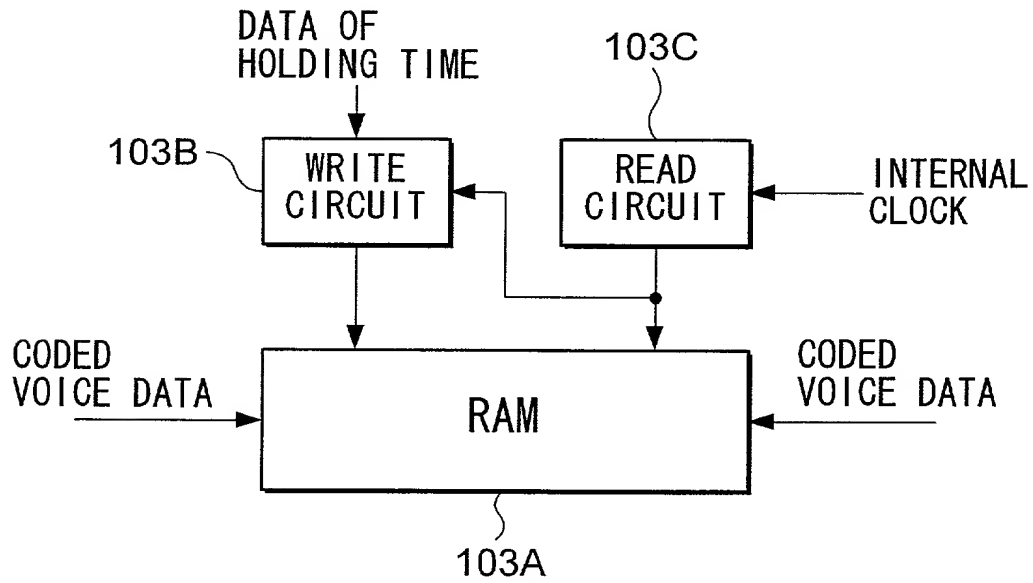 DATA OF
HOLDING TIME
103C
103B
WRITE
CIRCUIT
READ
CIRCUIT
INTERNAL
CLOCK
CODED
VOICE DATA
RAM
CODED
VOICE DATA
103A